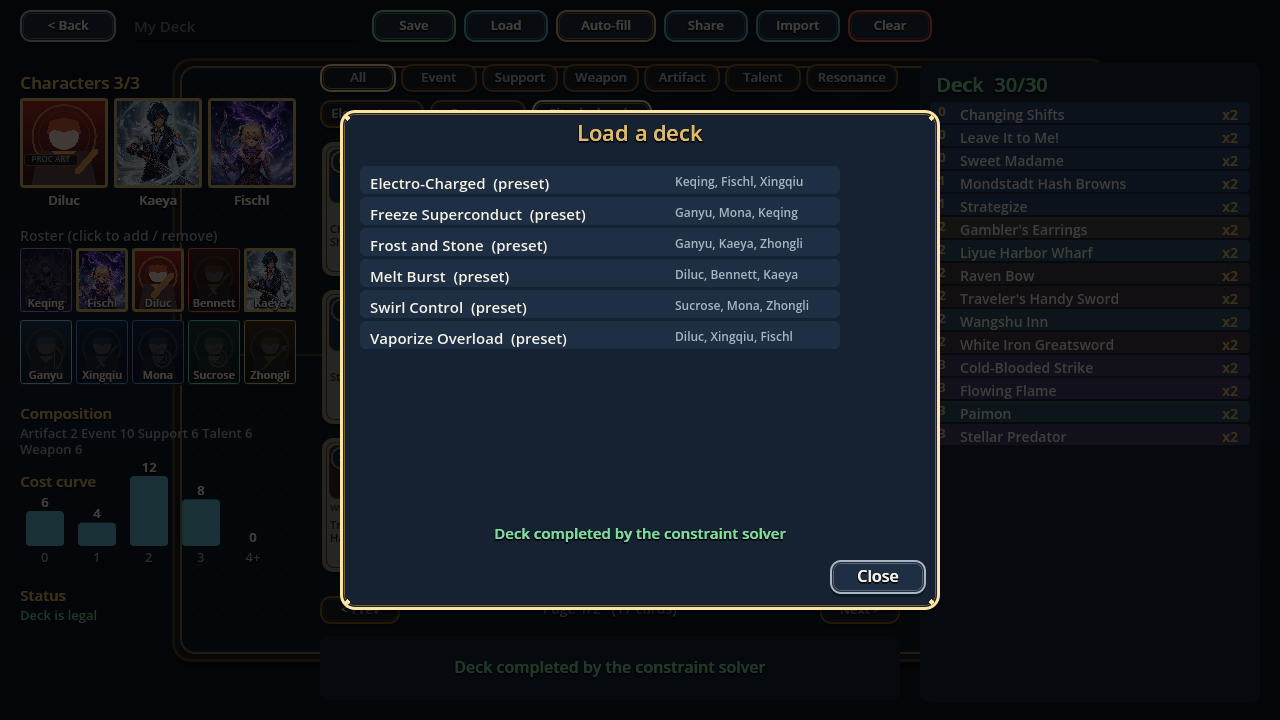 < Back
My Deck
Save
Load
Auto-fill
Share
Import
Clear
Characters 3/3
PROC ART
Diluc
Kaeya
Fischl
Roster (click to add / remove)
Keqing
Fischl
Diluc
Bennett
Kaeya
Ganyu
Xingqiu
Mona
Sucrose
Zhongli
Composition
Artifact 2 Event 10 Support 6 Talent 6
Weapon 6
Cost curve
6
4
12
8
0
0
1
2
3
4+
Status
Deck is legal
All
Event
Support
Weapon
Artifact
Talent
Resonance
Load a deck
Electro-Charged (preset)
Keqing, Fischl, Xingqiu
Freeze Superconduct (preset)
Ganyu, Mona, Keqing
Frost and Stone (preset)
Ganyu, Kaeya, Zhongli
Melt Burst (preset)
Diluc, Bennett, Kaeya
Swirl Control (preset)
Sucrose, Mona, Zhongli
Vaporize Overload (preset)
Diluc, Xingqiu, Fischl
Deck completed by the constraint solver
Close
Deck completed by the constraint solver
Deck 30/30
Changing Shifts x2
Leave It to Me! x2
Sweet Madame x2
Mondstadt Hash Browns x2
Strategize x2
Gambler's Earrings x2
Liyue Harbor Wharf x2
Raven Bow x2
Traveler's Handy Sword x2
Wangshu Inn x2
White Iron Greatsword x2
Cold-Blooded Strike x2
Flowing Flame x2
Paimon x2
Stellar Predator x2